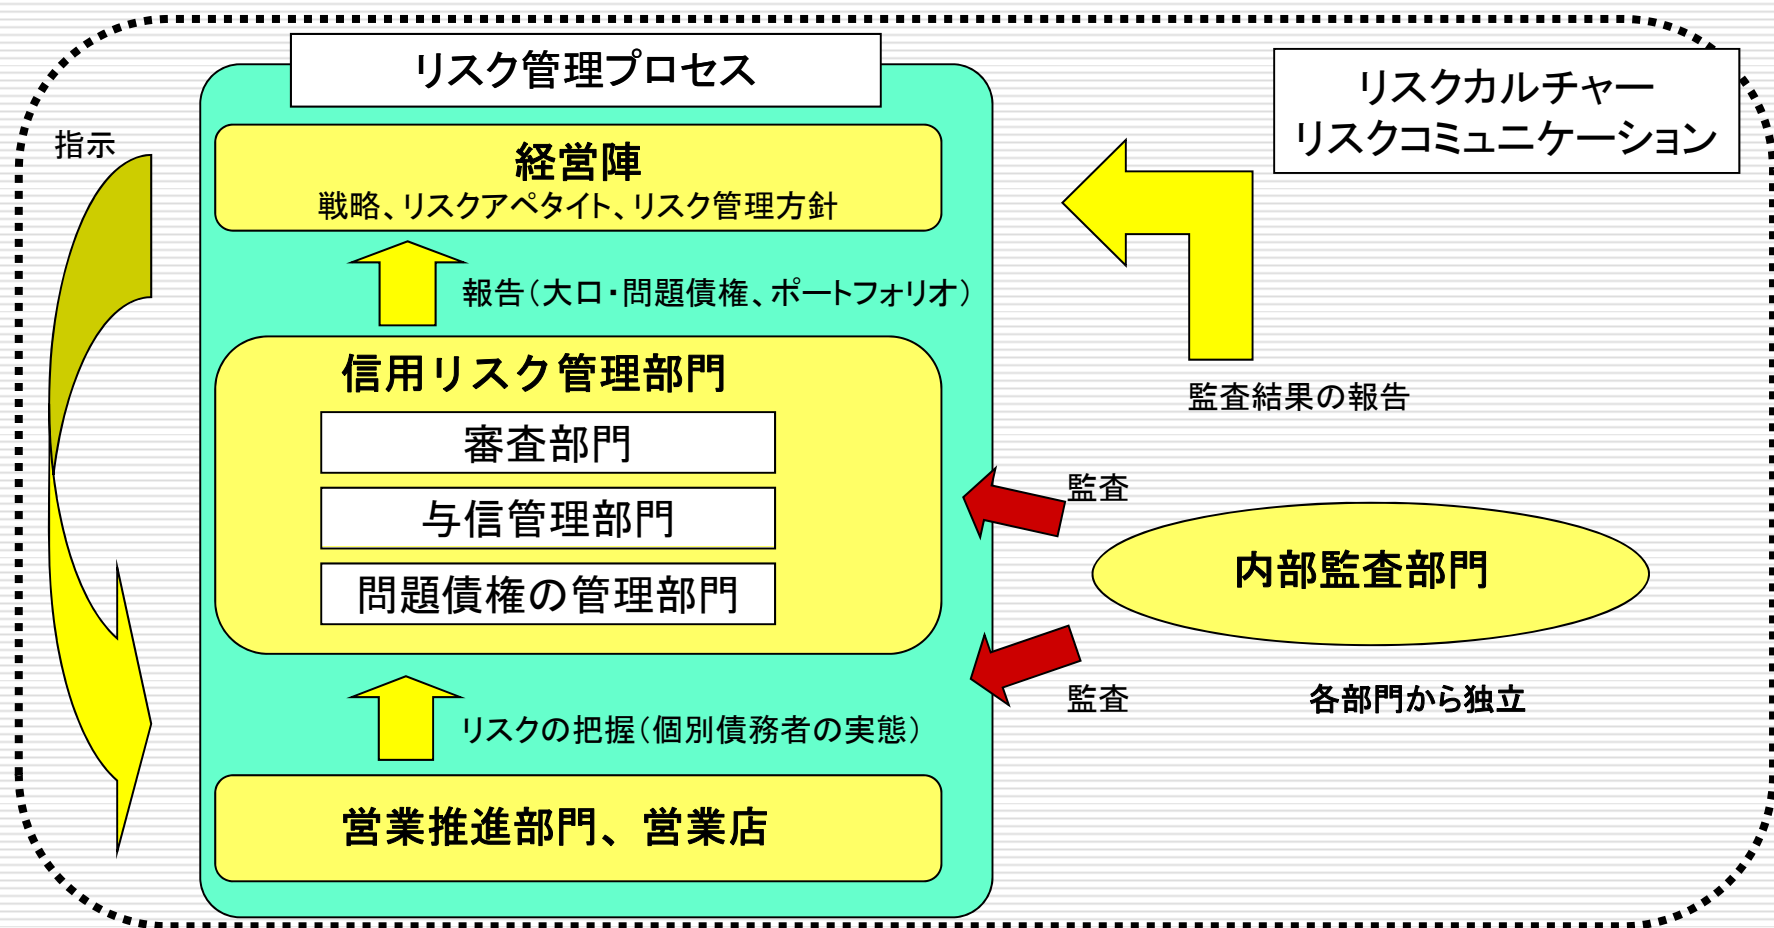 リスク管理プロセス
リスクカルチャー
リスクコミュニケーション
指示
経営陣
戦略、リスクアペタイト、リスク管理方針
報告(大口・問題債権、ポートフォリオ)
信用リスク管理部門
審査部門
与信管理部門
問題債権の管理部門
監査結果の報告
監査
内部監査部門
監査
各部門から独立
リスクの把握(個別債務者の実態)
営業推進部門、営業店